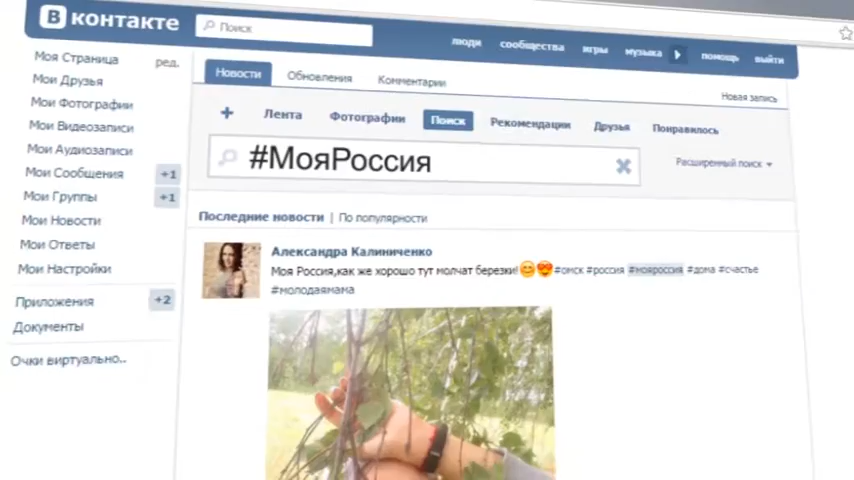 В контакте
Поиск
люди сообщества игры музыка помощь выйти
Моя Страница ред.
Мои Друзья
Мои Фотографии
Мои Видеозаписи
Мои Аудиозаписи
Мои Сообщения +1
Мои Группы +1
Мои Новости
Мои Ответы
Мои Настройки
Приложения +2
Документы
Очки виртуально..
Новости Обновления Комментарии
Новая запись
+ Лента Фотографии Поиск Рекомендации Друзья Понравилось
#МояРоссия
Расширенный поиск
Последние новости | По популярности
Александра Калиниченко
Моя Россия,как же хорошо тут молчат березки!😊😍#омск #россия #мояроссия #дома #счастье
#молодаямама